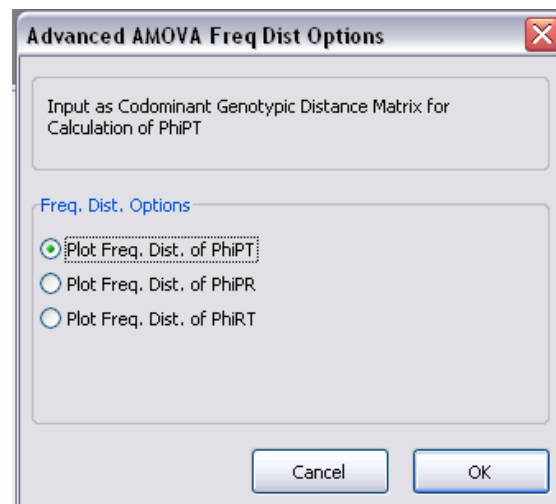 Advanced AMOVA Freq Dist Options
Input as Codominant Genotypic Distance Matrix for
Calculation of PhiPT
Freq. Dist. Options
Plot Freq. Dist. of PhiPT
Plot Freq. Dist. of PhiPR
Plot Freq. Dist. of PhiRT
Cancel
OK